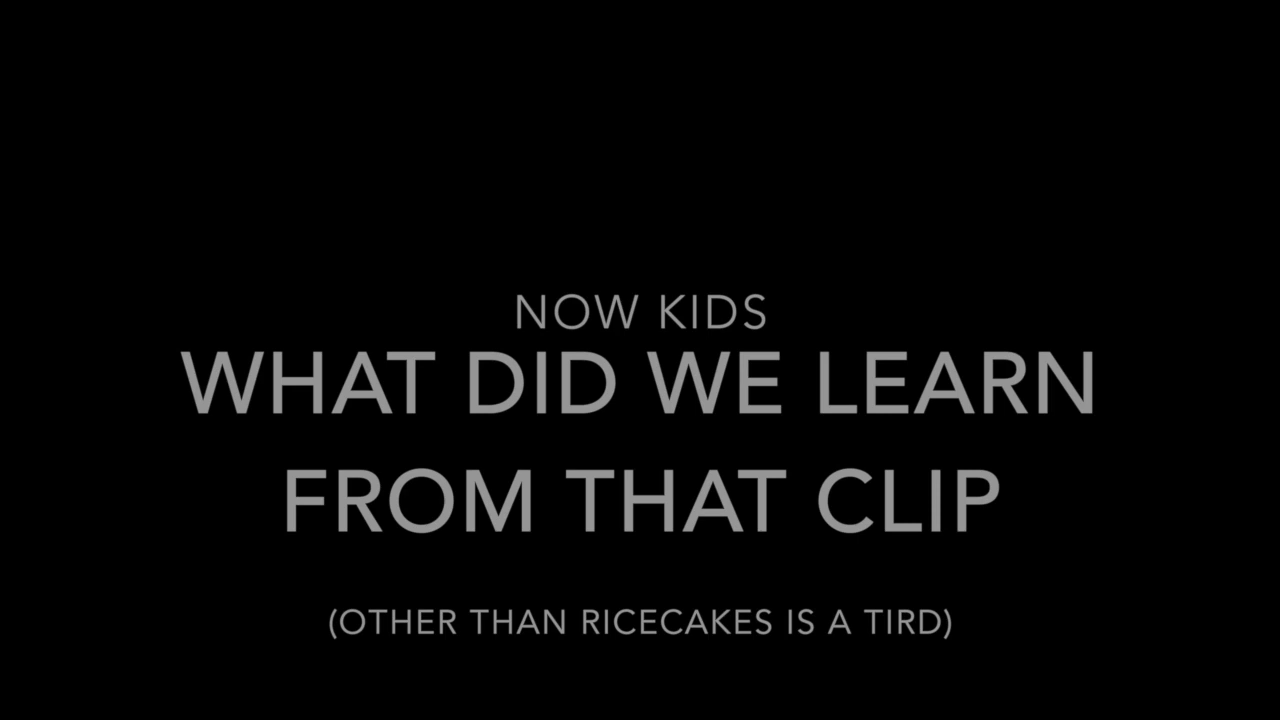 NOW KIDS
WHAT DID WE LEARN
FROM THAT CLIP
(OTHER THAN RICECAKES IS A TIRD)